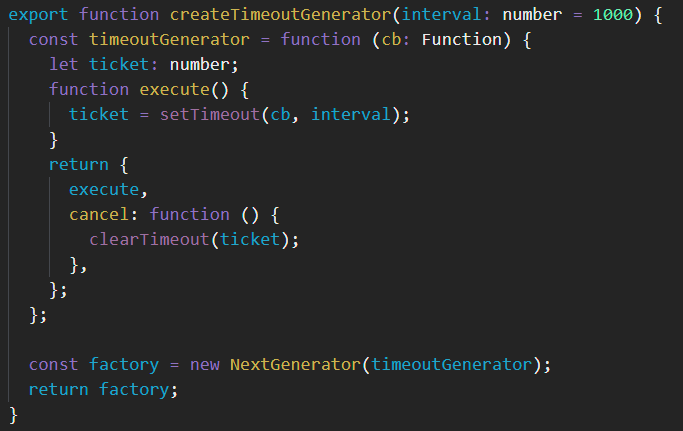 export function createTimeoutGenerator(interval: number = 1000) {
  const timeoutGenerator = function (cb: Function) {
    let ticket: number;
    function execute() {
      ticket = setTimeout(cb, interval);
    }
    return {
      execute,
      cancel: function () {
        clearTimeout(ticket);
      },
    };
  };

  const factory = new NextGenerator(timeoutGenerator);
  return factory;
}